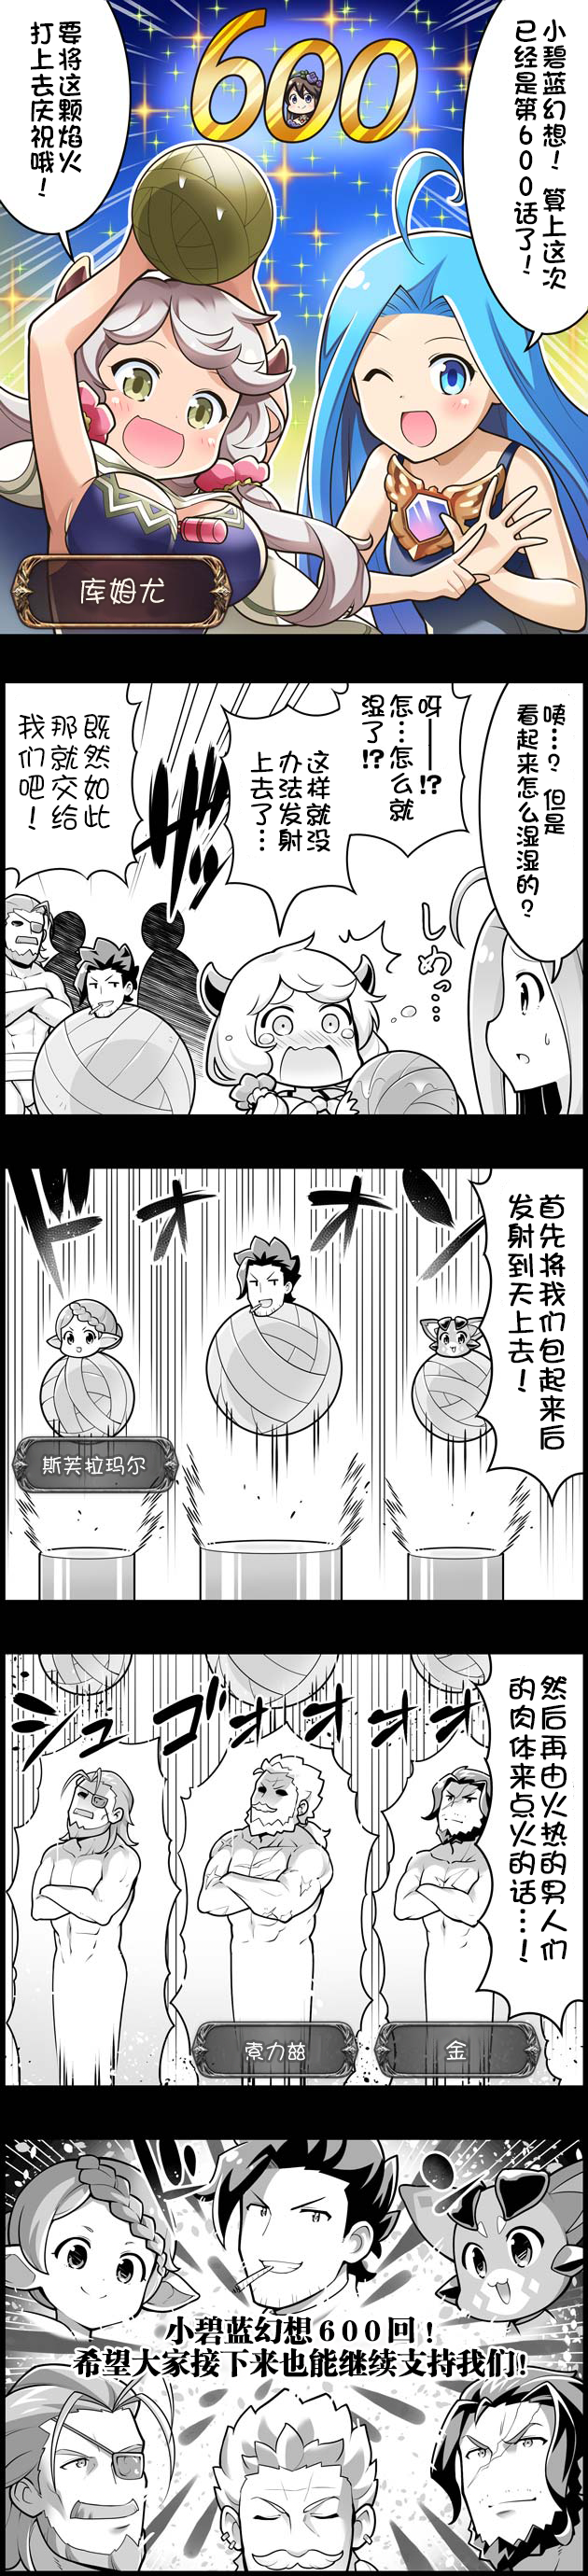 600
小碧蓝幻想！算上这次
已经是第600话了！
要将这颗焰火
打上去庆祝哦！
库姆尤
咦…？但是
看起来怎么湿湿的？
呀——!?
怎…怎么就
湿了!?
这样就没
办法发射
上去了…
既然如此
那就交给
我们吧！
しめっ…
首先将我们包起来后
发射到天上去！
ドオオ
斯芙拉玛尔
然后再由火热的男人们
的肉体来点火的话…！
シュゴオオオオ
索力兹
金
小碧蓝幻想600回！
希望大家接下来也能继续支持我们！